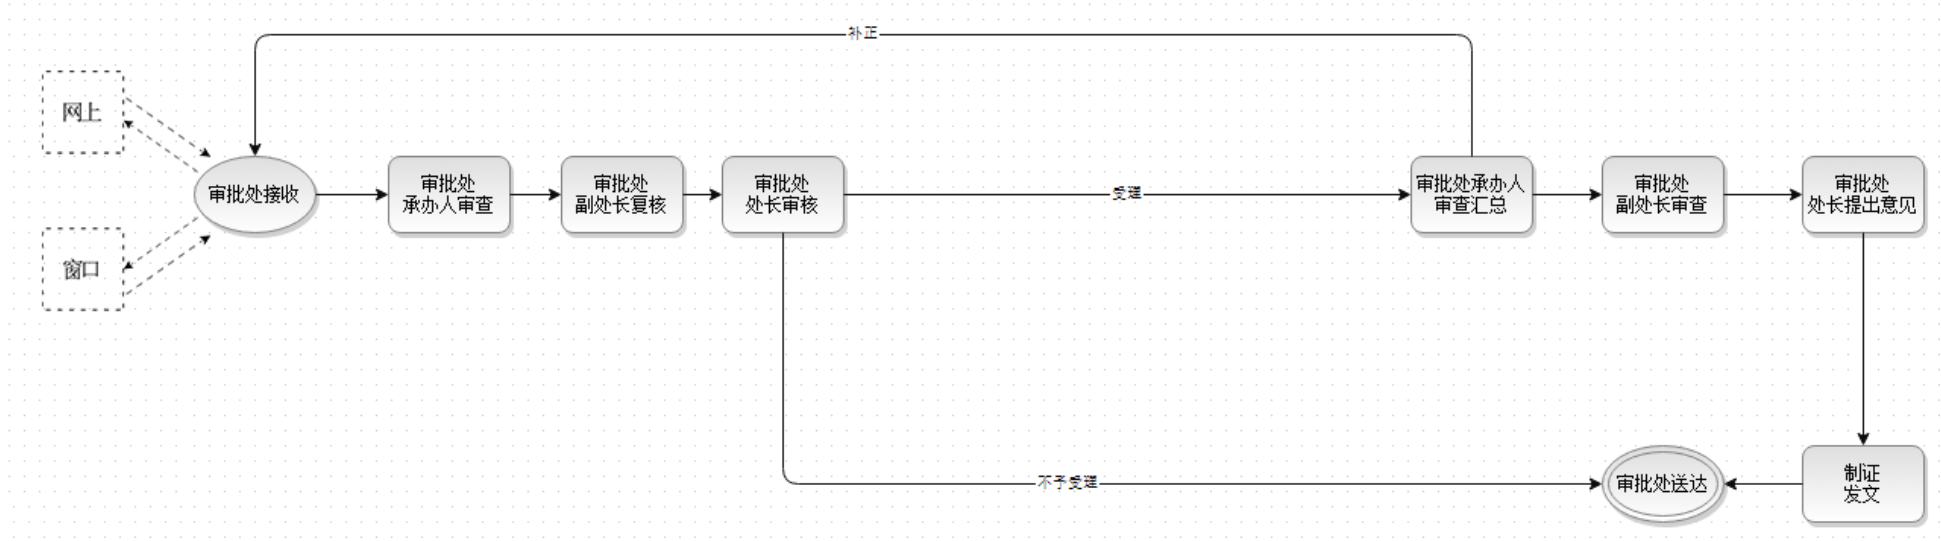 补正
网上
审批处接收
审批处
承办人审查
审批处
副处长复核
审批处
处长审核
受理
审批处承办人
审查汇总
审批处
副处长审查
审批处
处长提出意见
窗口
不予受理
审批处送达
制证
发文